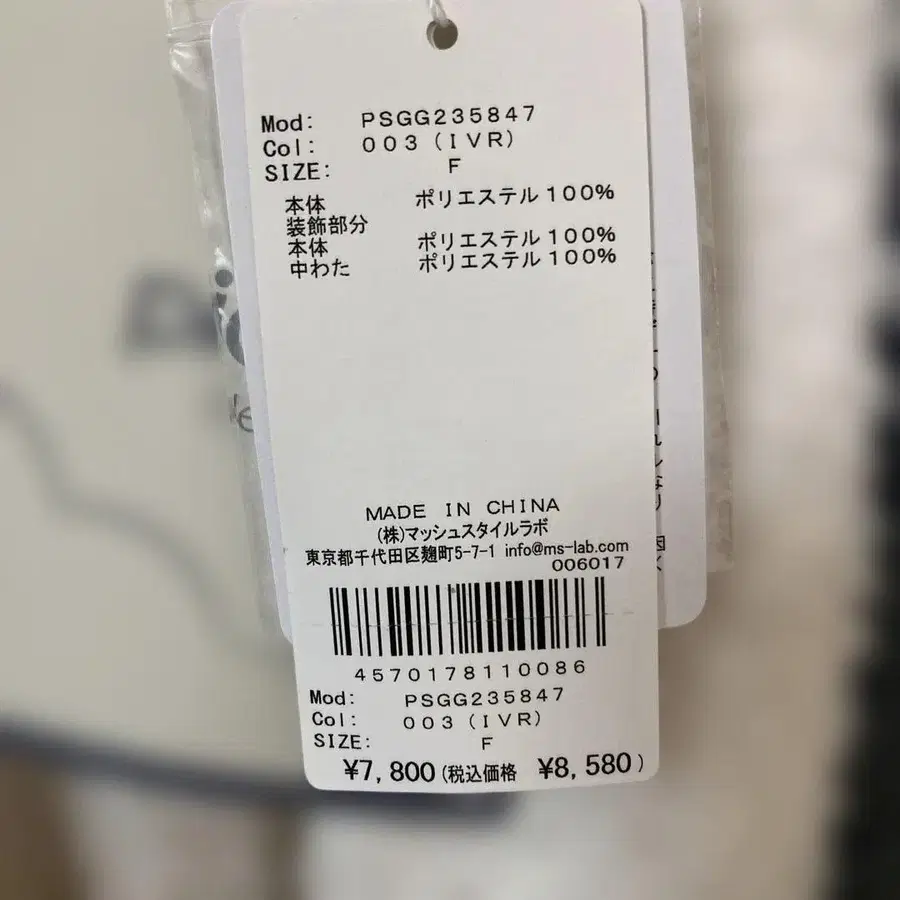 Mod: PSGG235847
Col: 003(IVR)
SIZE: F
本体 ポリエステル100%
装飾部分
本体 ポリエステル100%
中わた ポリエステル100%
MADE IN CHINA
(株)マッシュスタイルラボ
東京都千代田区麹町5-7-1 info@ms-lab.com
006017
4570178110086
Mod: PSGG235847
Col: 003(IVR)
SIZE: F
¥7,800(税込価格 ¥8,580)